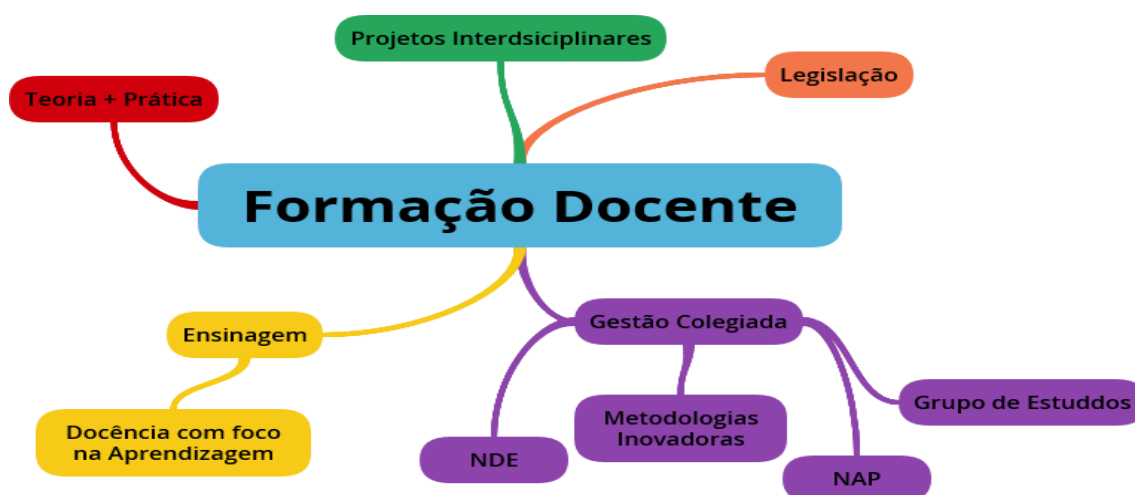 Projetos Interdsiciplinares
Legislação
Teoria + Prática
Formação Docente
Ensinagem
Docência com foco
na Aprendizagem
Gestão Colegiada
NDE
Metodologias
Inovadoras
NAP
Grupo de Estuddos